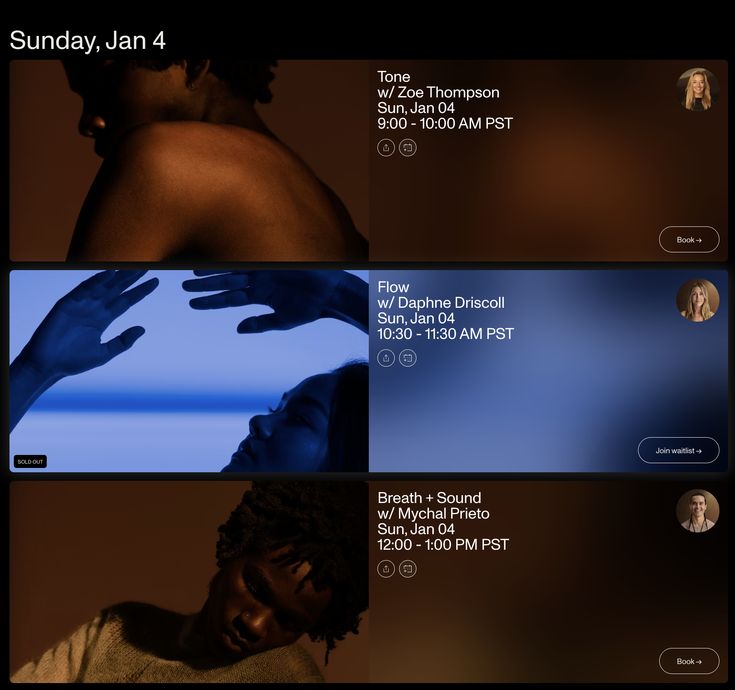 Sunday, Jan 4
Tone
w/ Zoe Thompson
Sun, Jan 04
9:00 - 10:00 AM PST
Book →
Flow
w/ Daphne Driscoll
Sun, Jan 04
10:30 - 11:30 AM PST
SOLD OUT
Join waitlist →
Breath + Sound
w/ Mychal Prieto
Sun, Jan 04
12:00 - 1:00 PM PST
Book →